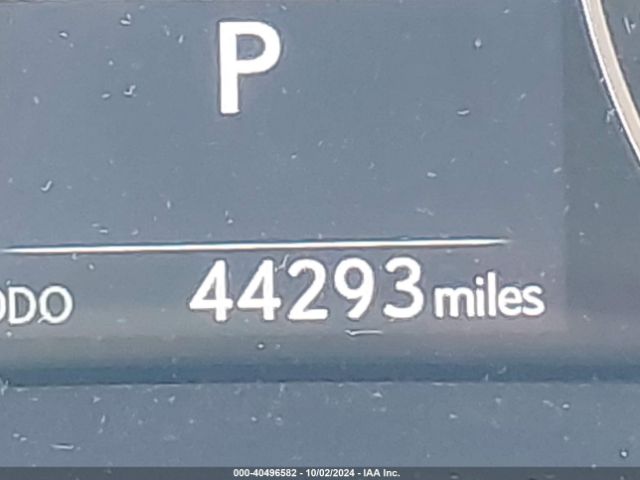 P
ODO 44293 miles
000-40496582 - 10/02/2024 - IAA Inc.